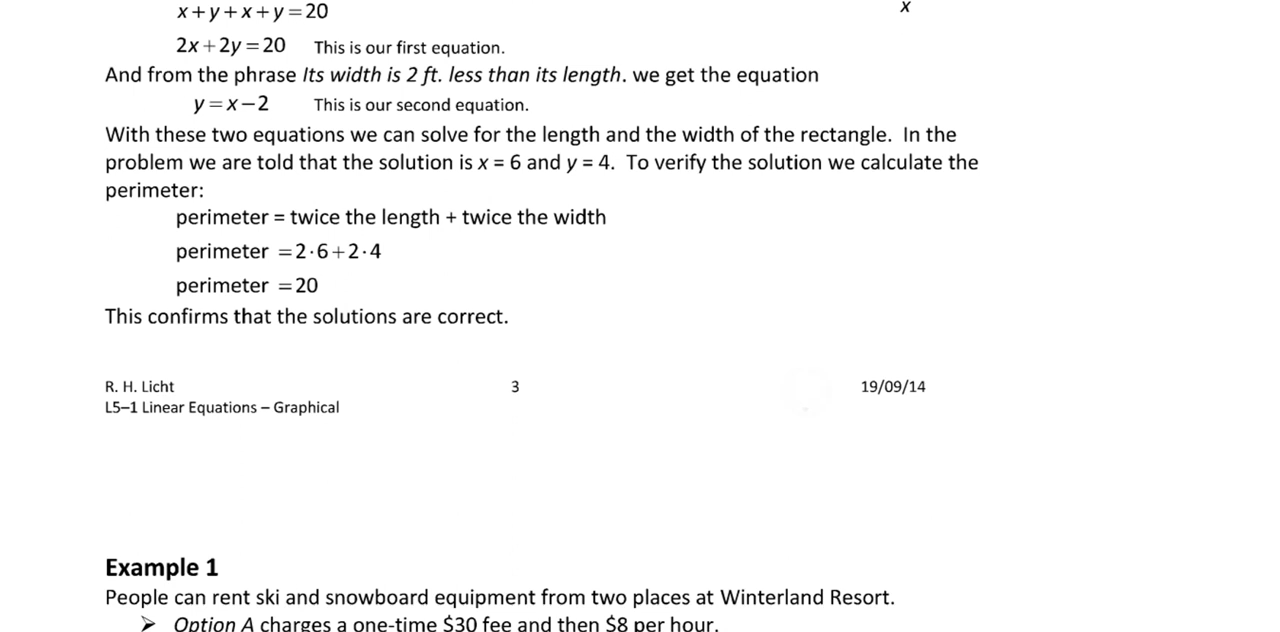 x+y+x+y=20
x
2x+2y=20 This is our first equation.
And from the phrase Its width is 2 ft. less than its length. we get the equation
y=x−2 This is our second equation.
With these two equations we can solve for the length and the width of the rectangle. In the
problem we are told that the solution is x = 6 and y = 4. To verify the solution we calculate the
perimeter:
perimeter = twice the length + twice the width
perimeter =2·6+2·4
perimeter =20
This confirms that the solutions are correct.
R. H. Licht 3 19/09/14
L5–1 Linear Equations – Graphical
Example 1
People can rent ski and snowboard equipment from two places at Winterland Resort.
➢ Option A charges a one-time $30 fee and then $8 per hour.